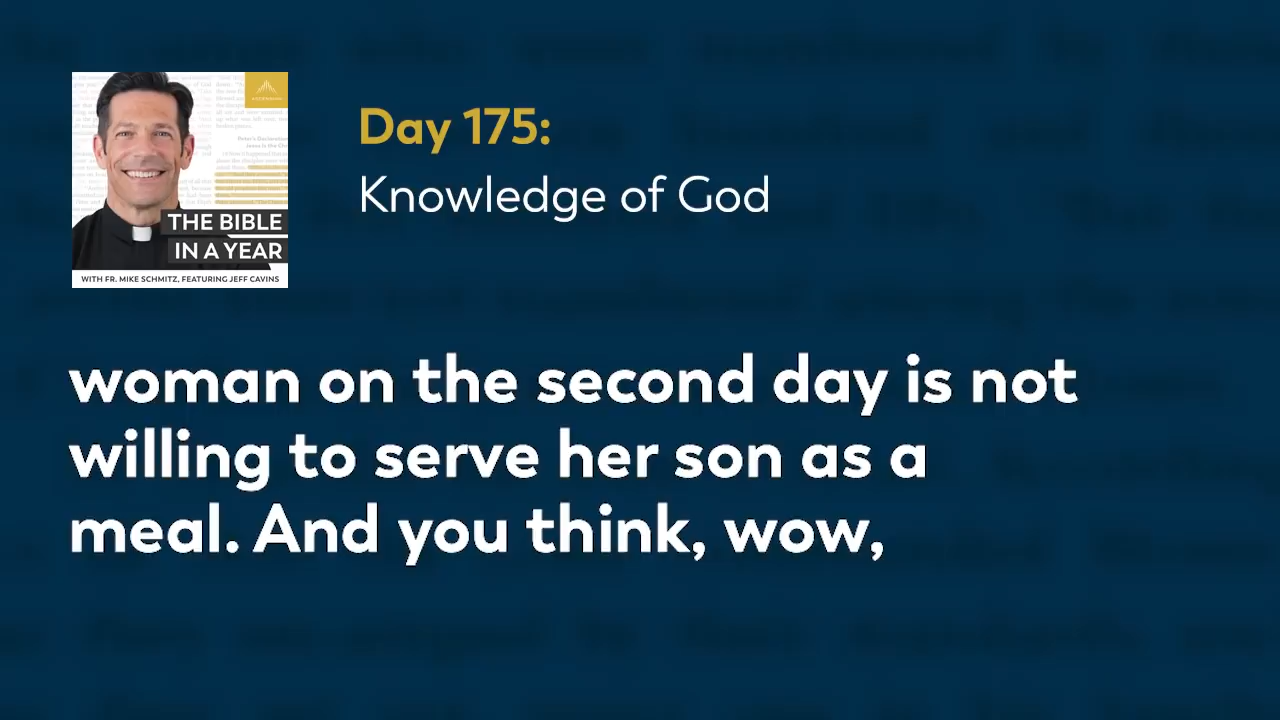 Day 175:
Knowledge of God
THE BIBLE
IN A YEAR
WITH FR. MIKE SCHMITZ, FEATURING JEFF CAVINS
woman on the second day is not
willing to serve her son as a
meal. And you think, wow,